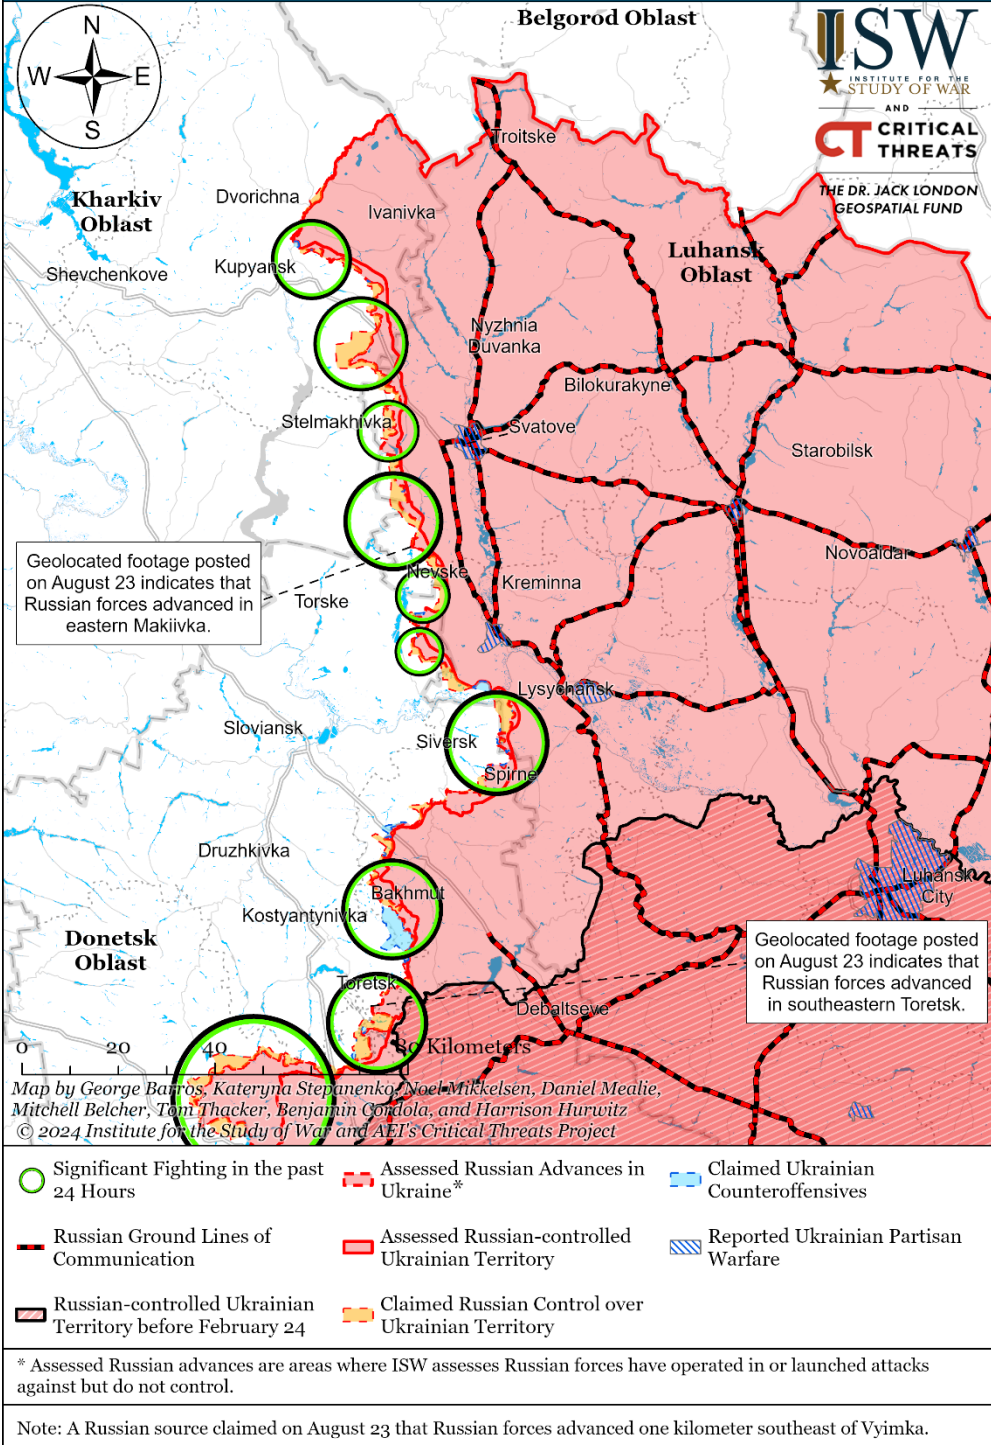 Belgorod Oblast
N
W
E
S
ISW
INSTITUTE FOR THE
STUDY OF WAR
AND
CT CRITICAL
THREATS
THE DR. JACK LONDON
GEOSPATIAL FUND
Troitske
Dvorichna
Kharkiv
Oblast
Ivanivka
Luhansk
Oblast
Kupyansk
Shevchenkove
Nyzhnia
Duvanka
Bilokurakyne
Stelmakhivka
Svatove
Starobilsk
Geolocated footage posted
on August 23 indicates that
Russian forces advanced in
eastern Makiivka.
Novoaidar
Nevske
Kreminna
Torske
Lysychansk
Sloviansk
Siversk
Spirne
Druzhkivka
Luhansk
City
Bakhmut
Kostyantynivka
Donetsk
Oblast
Geolocated footage posted
on August 23 indicates that
Russian forces advanced
in southeastern Toretsk.
Toretsk
Debaltseve
0 20 40 80 Kilometers
Map by George Barros, Kateryna Stepanenko, Noel Mikkelsen, Daniel Mealie,
Mitchell Belcher, Tom Thacker, Benjamin Cordola, and Harrison Hurwitz
© 2024 Institute for the Study of War and AEI's Critical Threats Project
Significant Fighting in the past
24 Hours
Assessed Russian Advances in
Ukraine*
Claimed Ukrainian
Counteroffensives
Russian Ground Lines of
Communication
Assessed Russian-controlled
Ukrainian Territory
Reported Ukrainian Partisan
Warfare
Russian-controlled Ukrainian
Territory before February 24
Claimed Russian Control over
Ukrainian Territory
* Assessed Russian advances are areas where ISW assesses Russian forces have operated in or launched attacks
against but do not control.
Note: A Russian source claimed on August 23 that Russian forces advanced one kilometer southeast of Vyimka.